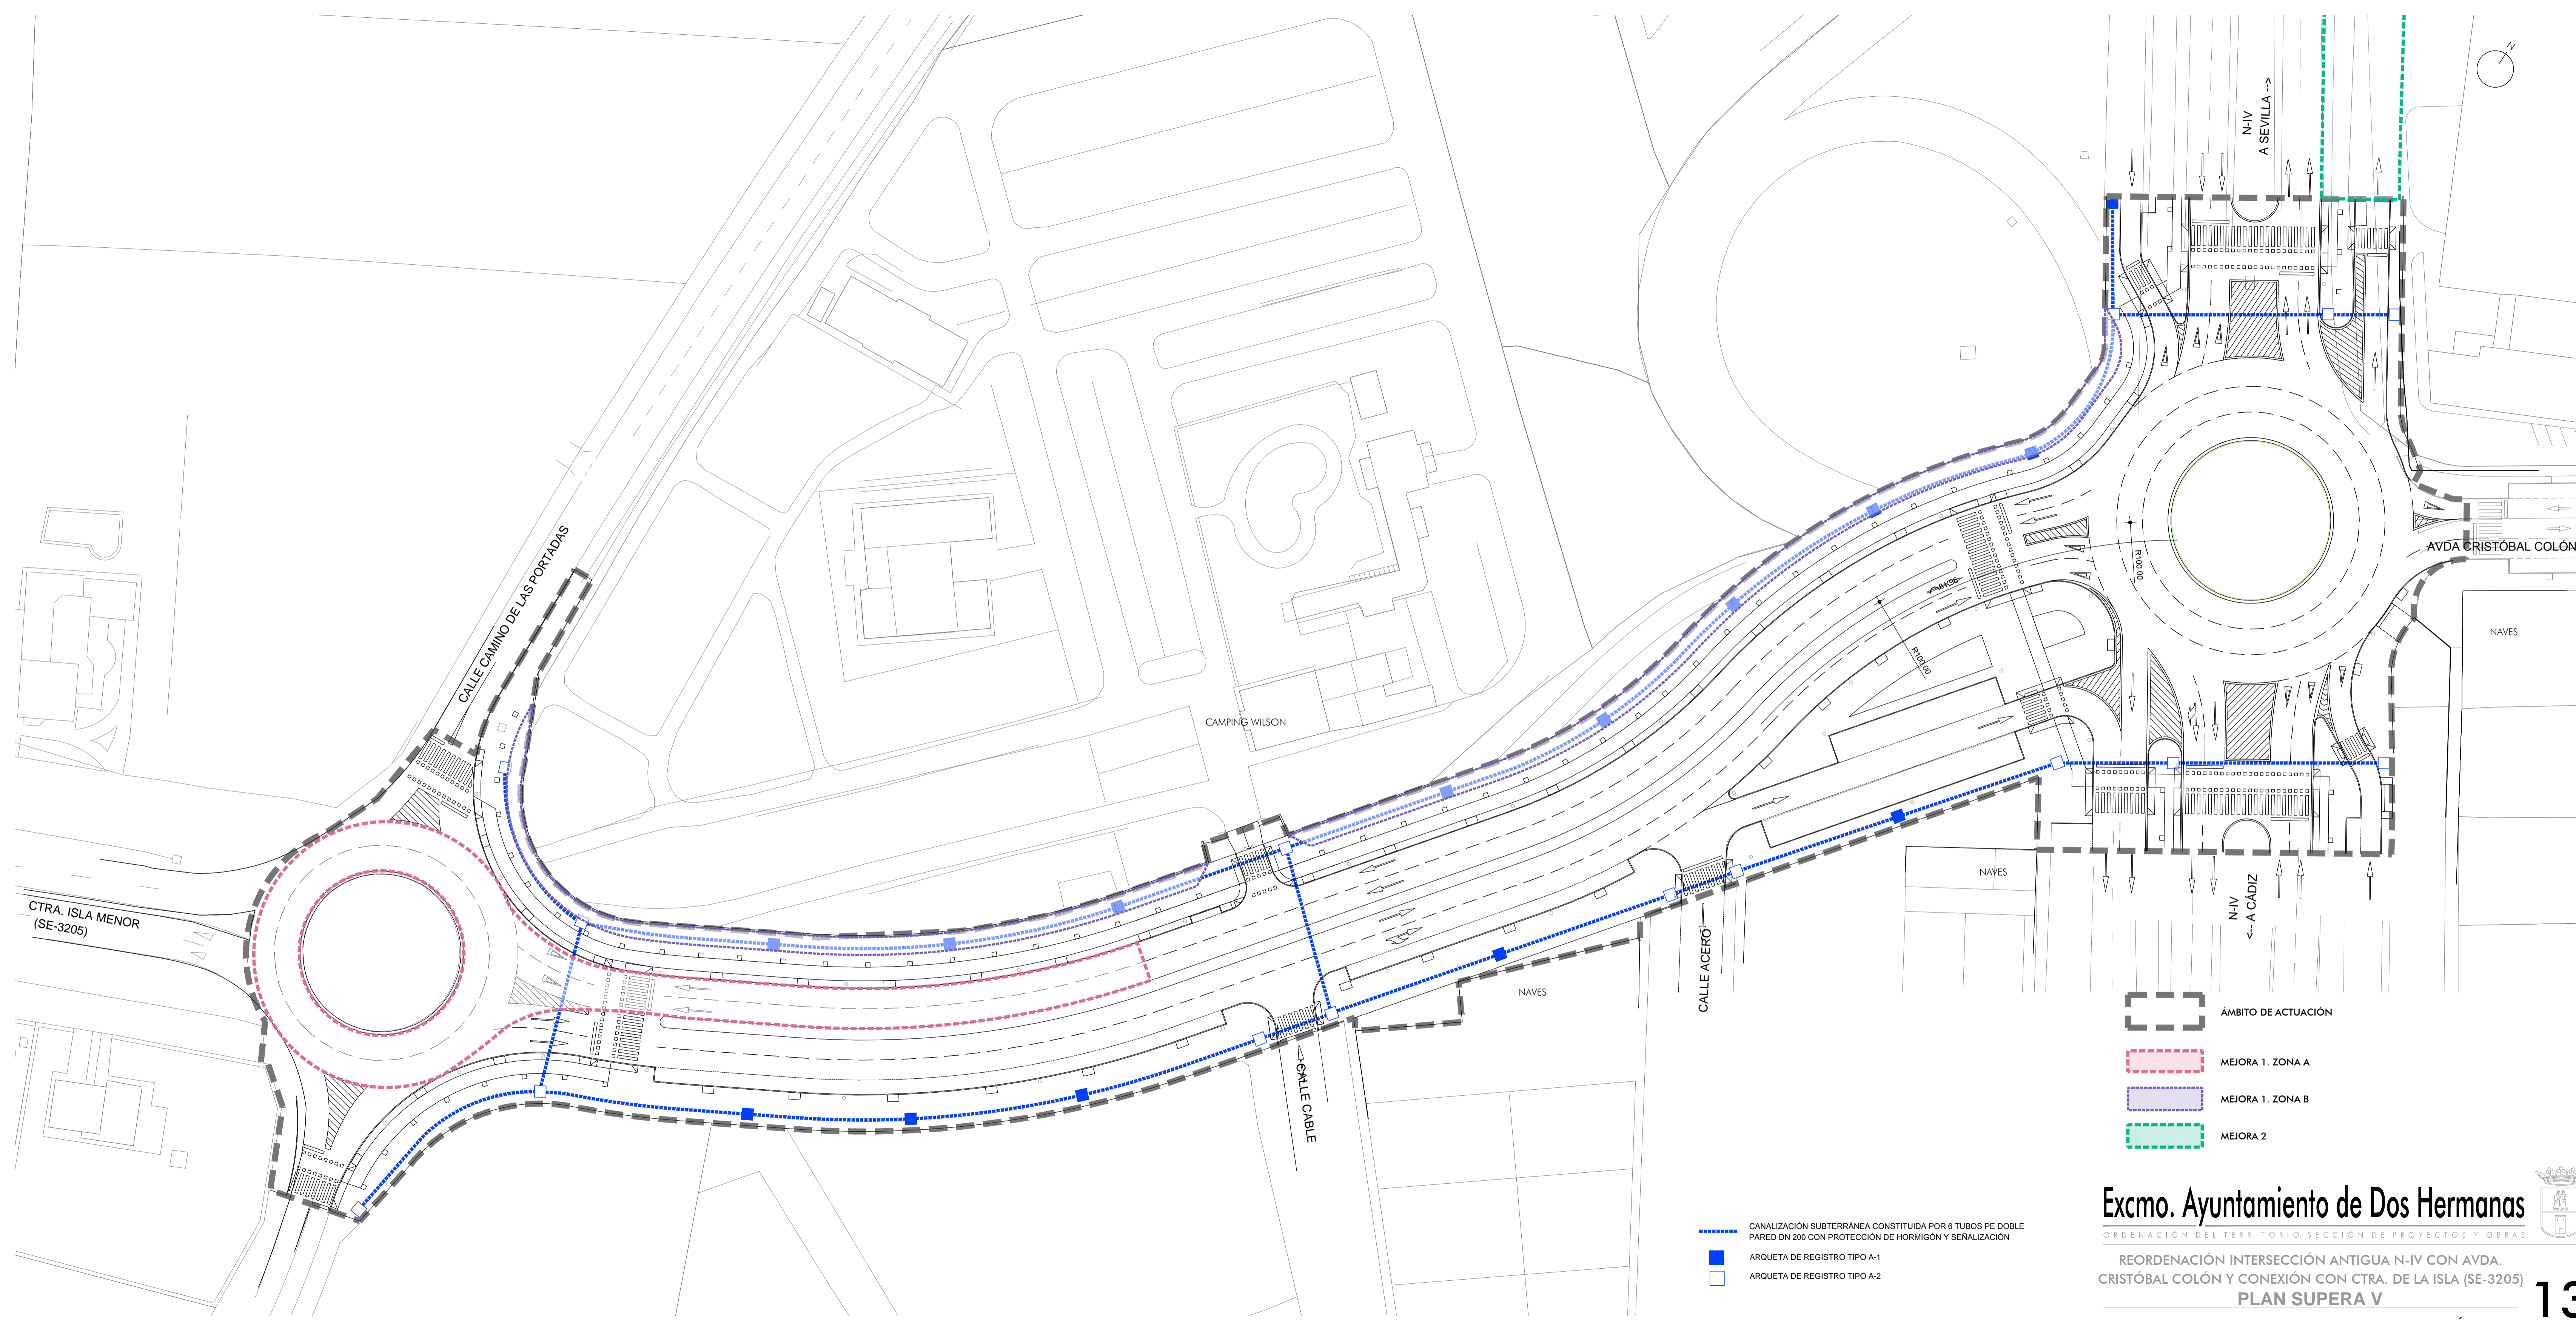 N
N-IV
A SEVILLA -->
CALLE CAMINO DE LAS PORTADAS
AVDA CRISTÓBAL COLÓN
R100.00
81,96
R100.00
NAVES
CAMPING WILSON
NAVES
CTRA. ISLA MENOR
(SE-3205)
N-IV
<-- A CÁDIZ
CALLE ACERO
NAVES
CALLE CABLE
ÁMBITO DE ACTUACIÓN
MEJORA 1. ZONA A
MEJORA 1. ZONA B
MEJORA 2
CANALIZACIÓN SUBTERRÁNEA CONSTITUIDA POR 6 TUBOS PE DOBLE
PARED DN 200 CON PROTECCIÓN DE HORMIGÓN Y SEÑALIZACIÓN
ARQUETA DE REGISTRO TIPO A-1
ARQUETA DE REGISTRO TIPO A-2
Excmo. Ayuntamiento de Dos Hermanas
ORDENACIÓN DEL TERRITORIO. SECCIÓN DE PROYECTOS Y OBRAS
REORDENACIÓN INTERSECCIÓN ANTIGUA N-IV CON AVDA.
CRISTÓBAL COLÓN Y CONEXIÓN CON CTRA. DE LA ISLA (SE-3205)
PLAN SUPERA V
13